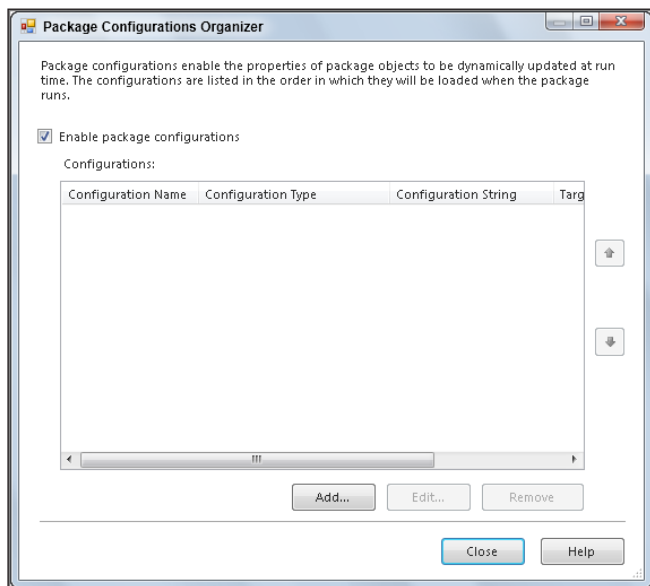 Package Configurations Organizer
Package configurations enable the properties of package objects to be dynamically updated at run
time. The configurations are listed in the order in which they will be loaded when the package
runs.
Enable package configurations
Configurations:
Configuration Name Configuration Type Configuration String Targ
Add... Edit... Remove
Close Help